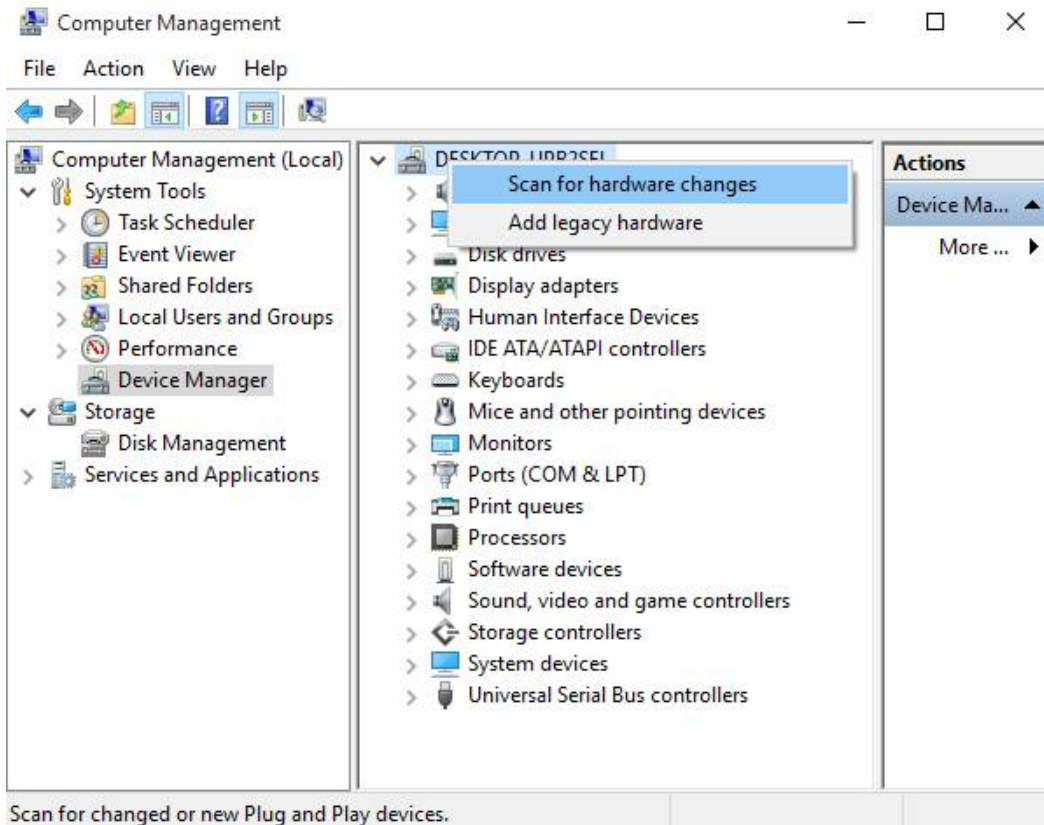 Computer Management
File Action View Help
Computer Management (Local)
System Tools
Task Scheduler
Event Viewer
Shared Folders
Local Users and Groups
Performance
Device Manager
Storage
Disk Management
Services and Applications
Scan for hardware changes
Add legacy hardware
Disk drives
Display adapters
Human Interface Devices
IDE ATA/ATAPI controllers
Keyboards
Mice and other pointing devices
Monitors
Ports (COM & LPT)
Print queues
Processors
Software devices
Sound, video and game controllers
Storage controllers
System devices
Universal Serial Bus controllers
Actions
Device Ma...
More ...
Scan for changed or new Plug and Play devices.